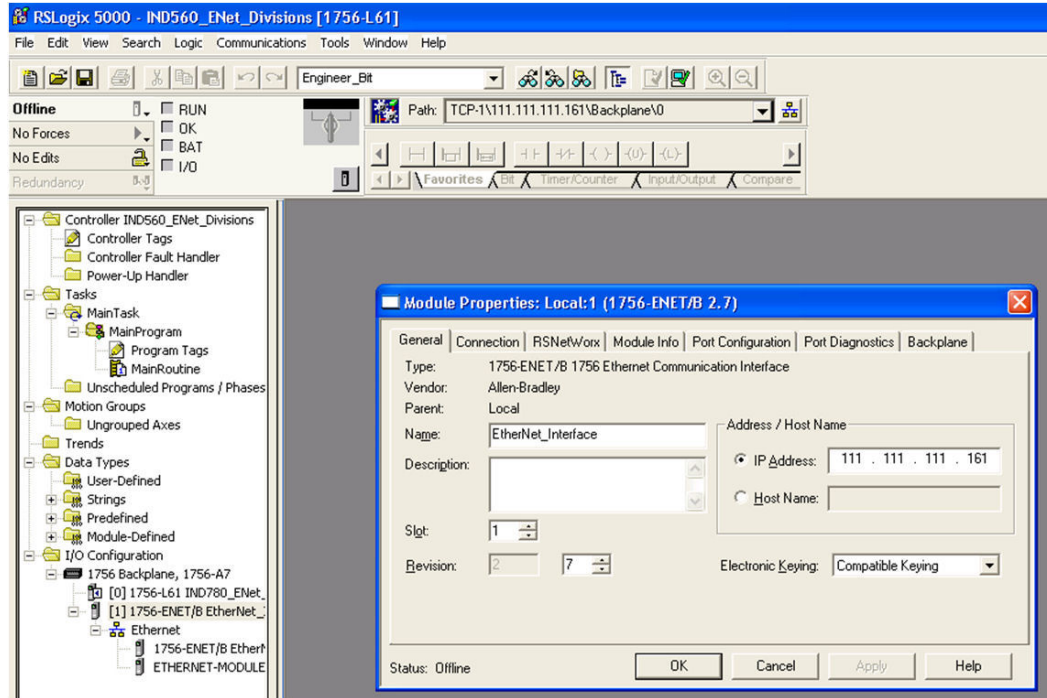 RSLogix 5000 - IND560_ENet_Divisions [1756-L61]
File Edit View Search Logic Communications Tools Window Help
Engineer_Bit
Offline
RUN
No Forces
OK
No Edits
BAT
Redundancy
I/O
Path: TCP-1\111.111.111.161\Backplane\0
Favorites Bit Timer/Counter Input/Output Compare
Controller IND560_ENet_Divisions
Controller Tags
Controller Fault Handler
Power-Up Handler
Tasks
MainTask
MainProgram
Program Tags
MainRoutine
Unscheduled Programs / Phases
Motion Groups
Ungrouped Axes
Trends
Data Types
User-Defined
Strings
Predefined
Module-Defined
I/O Configuration
1756 Backplane, 1756-A7
[0] 1756-L61 IND780_ENet_
[1] 1756-ENET/B EtherNet_
Ethernet
1756-ENET/B Ether
ETHERNET-MODULE
Module Properties: Local:1 (1756-ENET/B 2.7)
General Connection RSNetWorx Module Info Port Configuration Port Diagnostics Backplane
Type: 1756-ENET/B 1756 Ethernet Communication Interface
Vendor: Allen-Bradley
Parent: Local
Name: EtherNet_Interface
Address / Host Name
IP Address: 111 . 111 . 111 . 161
Description:
Host Name:
Slot: 1
Revision: 2 7
Electronic Keying: Compatible Keying
Status: Offline
OK Cancel Apply Help